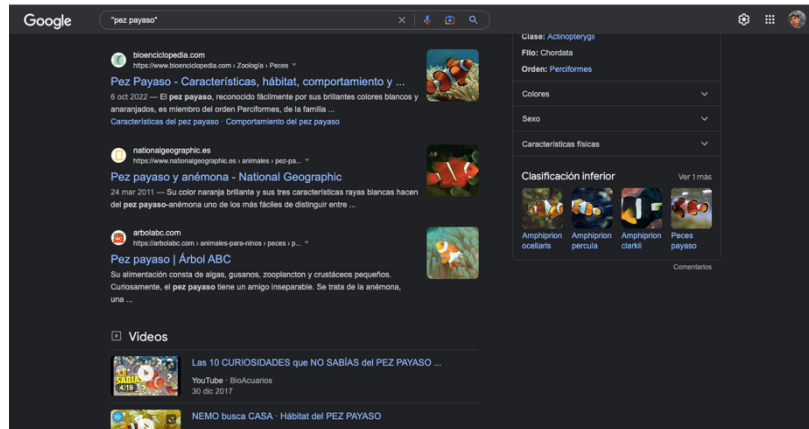 Google
"pez payaso"
bioenciclopedia.com
https://www.bioenciclopedia.com › Zoología › Peces
Pez Payaso - Características, hábitat, comportamiento y ...
6 oct 2022 — El pez payaso, reconocido fácilmente por sus brillantes colores blancos y
anaranjados, es miembro del orden Perciformes, de la familia ...
Características del pez payaso · Comportamiento del pez payaso
nationalgeographic.es
https://www.nationalgeographic.es › animales › pez-pa...
Pez payaso y anémona - National Geographic
24 mar 2011 — Su color naranja brillante y sus tres características rayas blancas hacen
del pez payaso-anémona uno de los más fáciles de distinguir entre ...
arbolabc.com
https://arbolabc.com › animales-para-ninos › peces › p...
Pez payaso | Árbol ABC
Su alimentación consta de algas, gusanos, zooplancton y crustáceos pequeños.
Curiosamente, el pez payaso tiene un amigo inseparable. Se trata de la anémona,
una ...
Videos
4:19
Las 10 CURIOSIDADES que NO SABÍAS del PEZ PAYASO ...
YouTube · BioAcuarios
30 dic 2017
NEMO busca CASA · Hábitat del PEZ PAYASO
Clase: Actinopterygii
Filo: Chordata
Orden: Perciformes
Colores
Sexo
Características físicas
Clasificación inferior
Ver 1 más
Amphiprion ocellaris
Amphiprion percula
Amphiprion clarkii
Peces payaso
Comentarios